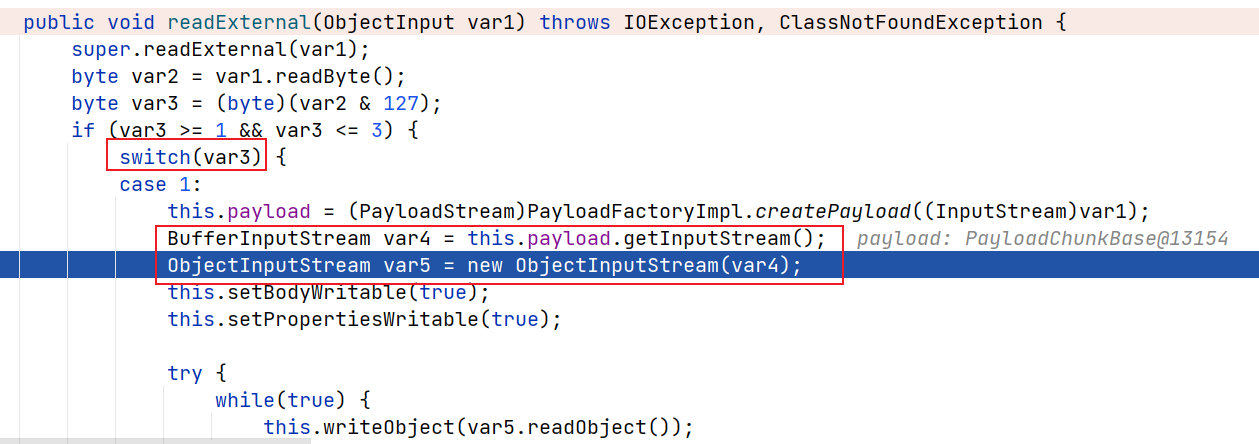 public void readExternal(ObjectInput var1) throws IOException, ClassNotFoundException {
super.readExternal(var1);
byte var2 = var1.readByte();
byte var3 = (byte)(var2 & 127);
if (var3 >= 1 && var3 <= 3) {
switch(var3) {
case 1:
this.payload = (PayloadStream)PayloadFactoryImpl.createPayload((InputStream)var1);
BufferInputStream var4 = this.payload.getInputStream(); payload: PayloadChunkBase@13154
ObjectInputStream var5 = new ObjectInputStream(var4);
this.setBodyWritable(true);
this.setPropertiesWritable(true);
try {
while(true) {
this.writeObject(var5.readObject());